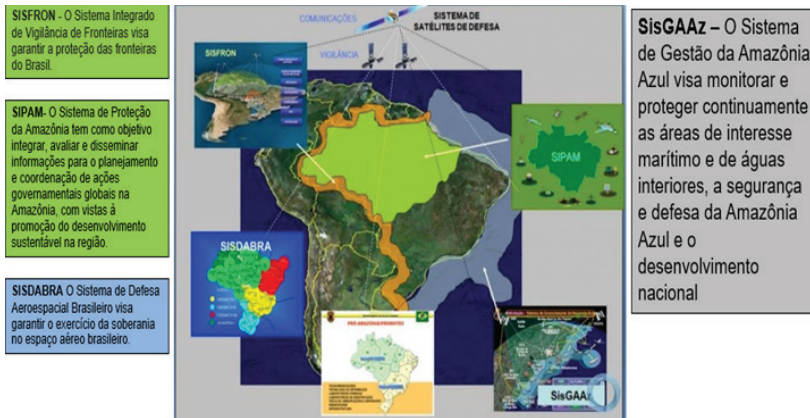 SISFRON - O Sistema Integrado
de Vigilância de Fronteiras visa
garantir a proteção das fronteiras
do Brasil.
SIPAM- O Sistema de Proteção
da Amazônia tem como objetivo
integrar, avaliar e disseminar
informações para o planejamento
e coordenação de ações
governamentais globais na
Amazônia, com vistas á
promoção do desenvolvimento
sustentável na região.
SISDABRA O Sistema de Defesa
Aeroespacial Brasileiro visa
garantir o exercício da soberania
no espaço aéreo brasileiro.
COMUNICAÇÕES
SISTEMA DE
SATÉLITES DE DEFESA
VIGILÂNCIA
SISFRON
SIPAM
SISDABRA
PRÓ-AMAZÔNIA/PROMOTEC
SisGAAz
SisGAAz – O Sistema
de Gestão da Amazônia
Azul visa monitorar e
proteger continuamente
as áreas de interesse
marítimo e de águas
interiores, a segurança
e defesa da Amazônia
Azul e o
desenvolvimento
nacional